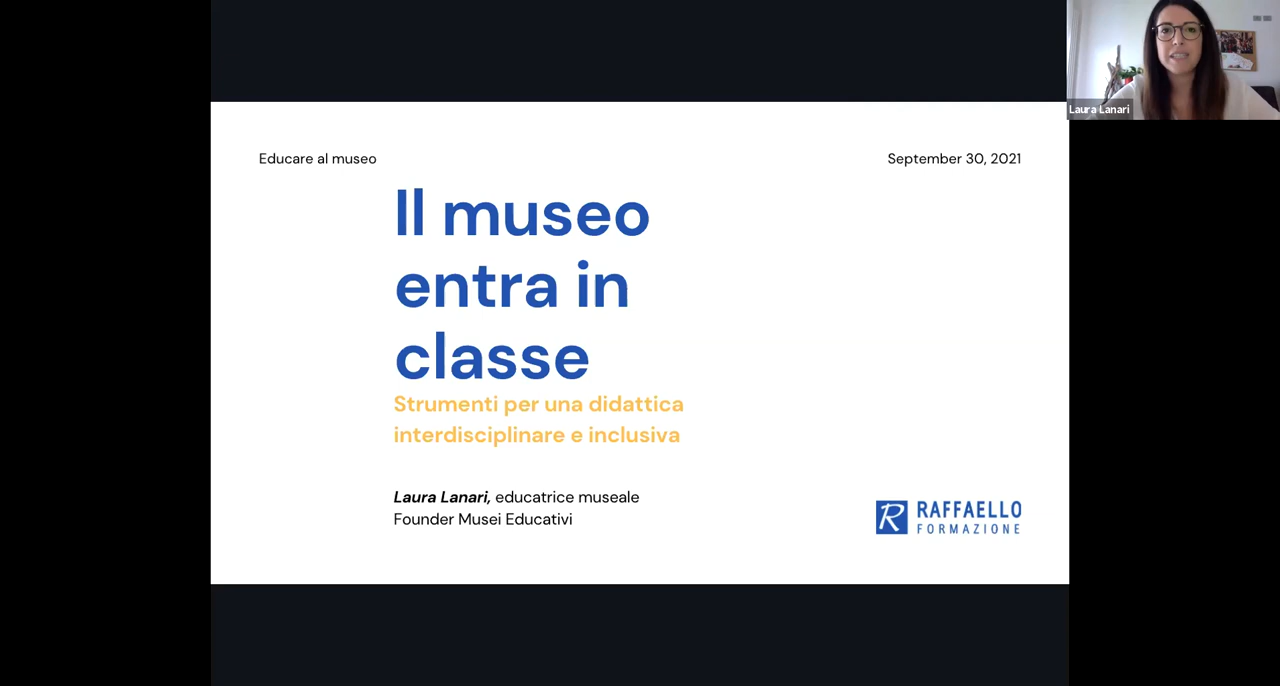 Laura Lanari
Educare al museo
September 30, 2021
Il museo
entra in
classe
Strumenti per una didattica
interdisciplinare e inclusiva
Laura Lanari, educatrice museale
Founder Musei Educativi
R RAFFAELLO
FORMAZIONE